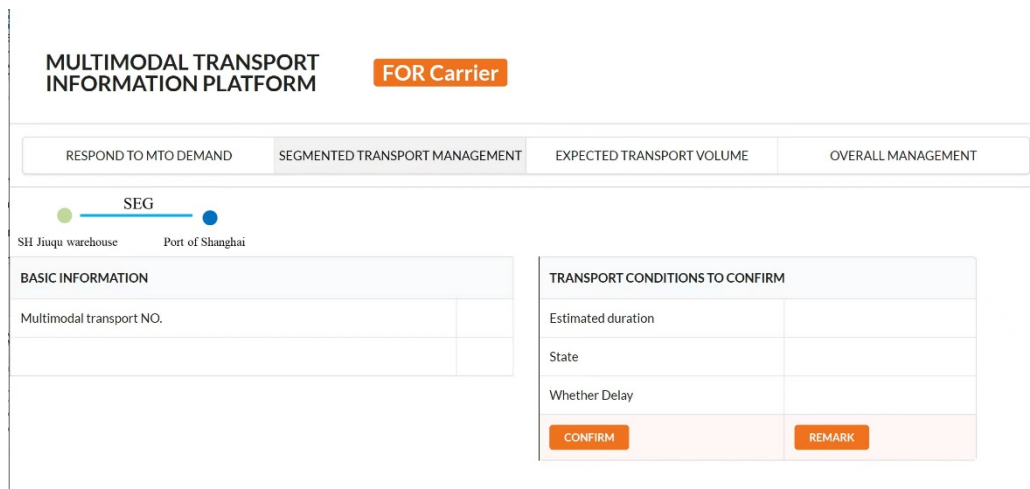 MULTIMODAL TRANSPORT
INFORMATION PLATFORM
FOR Carrier
RESPOND TO MTO DEMAND
SEGMENTED TRANSPORT MANAGEMENT
EXPECTED TRANSPORT VOLUME
OVERALL MANAGEMENT
SEG
SH Jiuqu warehouse
Port of Shanghai
BASIC INFORMATION
Multimodal transport NO.
TRANSPORT CONDITIONS TO CONFIRM
Estimated duration
State
Whether Delay
CONFIRM
REMARK